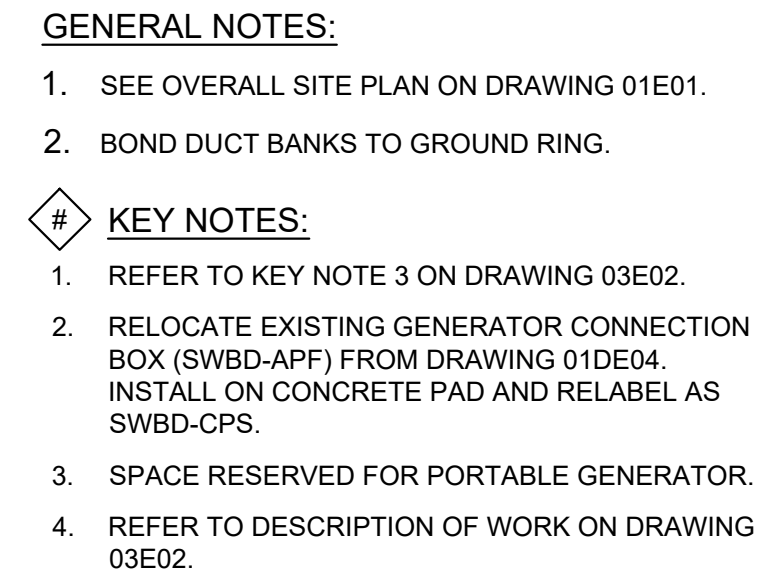 GENERAL NOTES:
1. SEE OVERALL SITE PLAN ON DRAWING 01E01.
2. BOND DUCT BANKS TO GROUND RING.
# KEY NOTES:
1. REFER TO KEY NOTE 3 ON DRAWING 03E02.
2. RELOCATE EXISTING GENERATOR CONNECTION
BOX (SWBD-APF) FROM DRAWING 01DE04.
INSTALL ON CONCRETE PAD AND RELABEL AS
SWBD-CPS.
3. SPACE RESERVED FOR PORTABLE GENERATOR.
4. REFER TO DESCRIPTION OF WORK ON DRAWING
03E02.